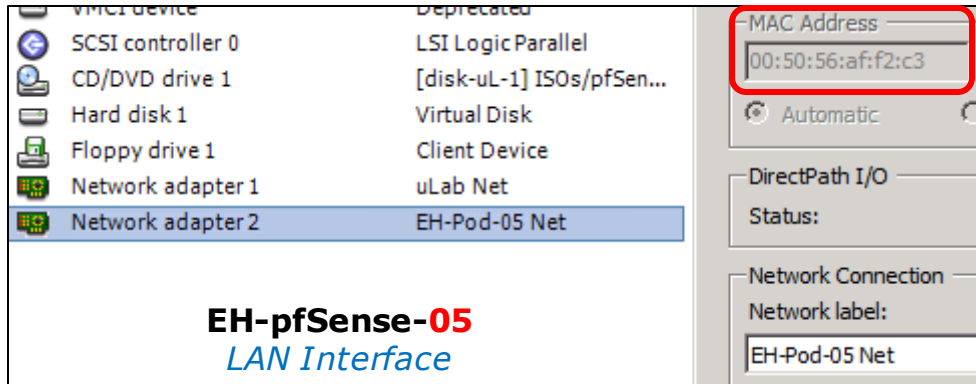 VMCI device Deprecated
SCSI controller 0 LSI Logic Parallel
CD/DVD drive 1 [disk-uL-1] ISOs/pfSen...
Hard disk 1 Virtual Disk
Floppy drive 1 Client Device
Network adapter 1 uLab Net
Network adapter 2 EH-Pod-05 Net
EH-pfSense-05
LAN Interface
MAC Address
00:50:56:af:f2:c3
Automatic
DirectPath I/O
Status:
Network Connection
Network label:
EH-Pod-05 Net